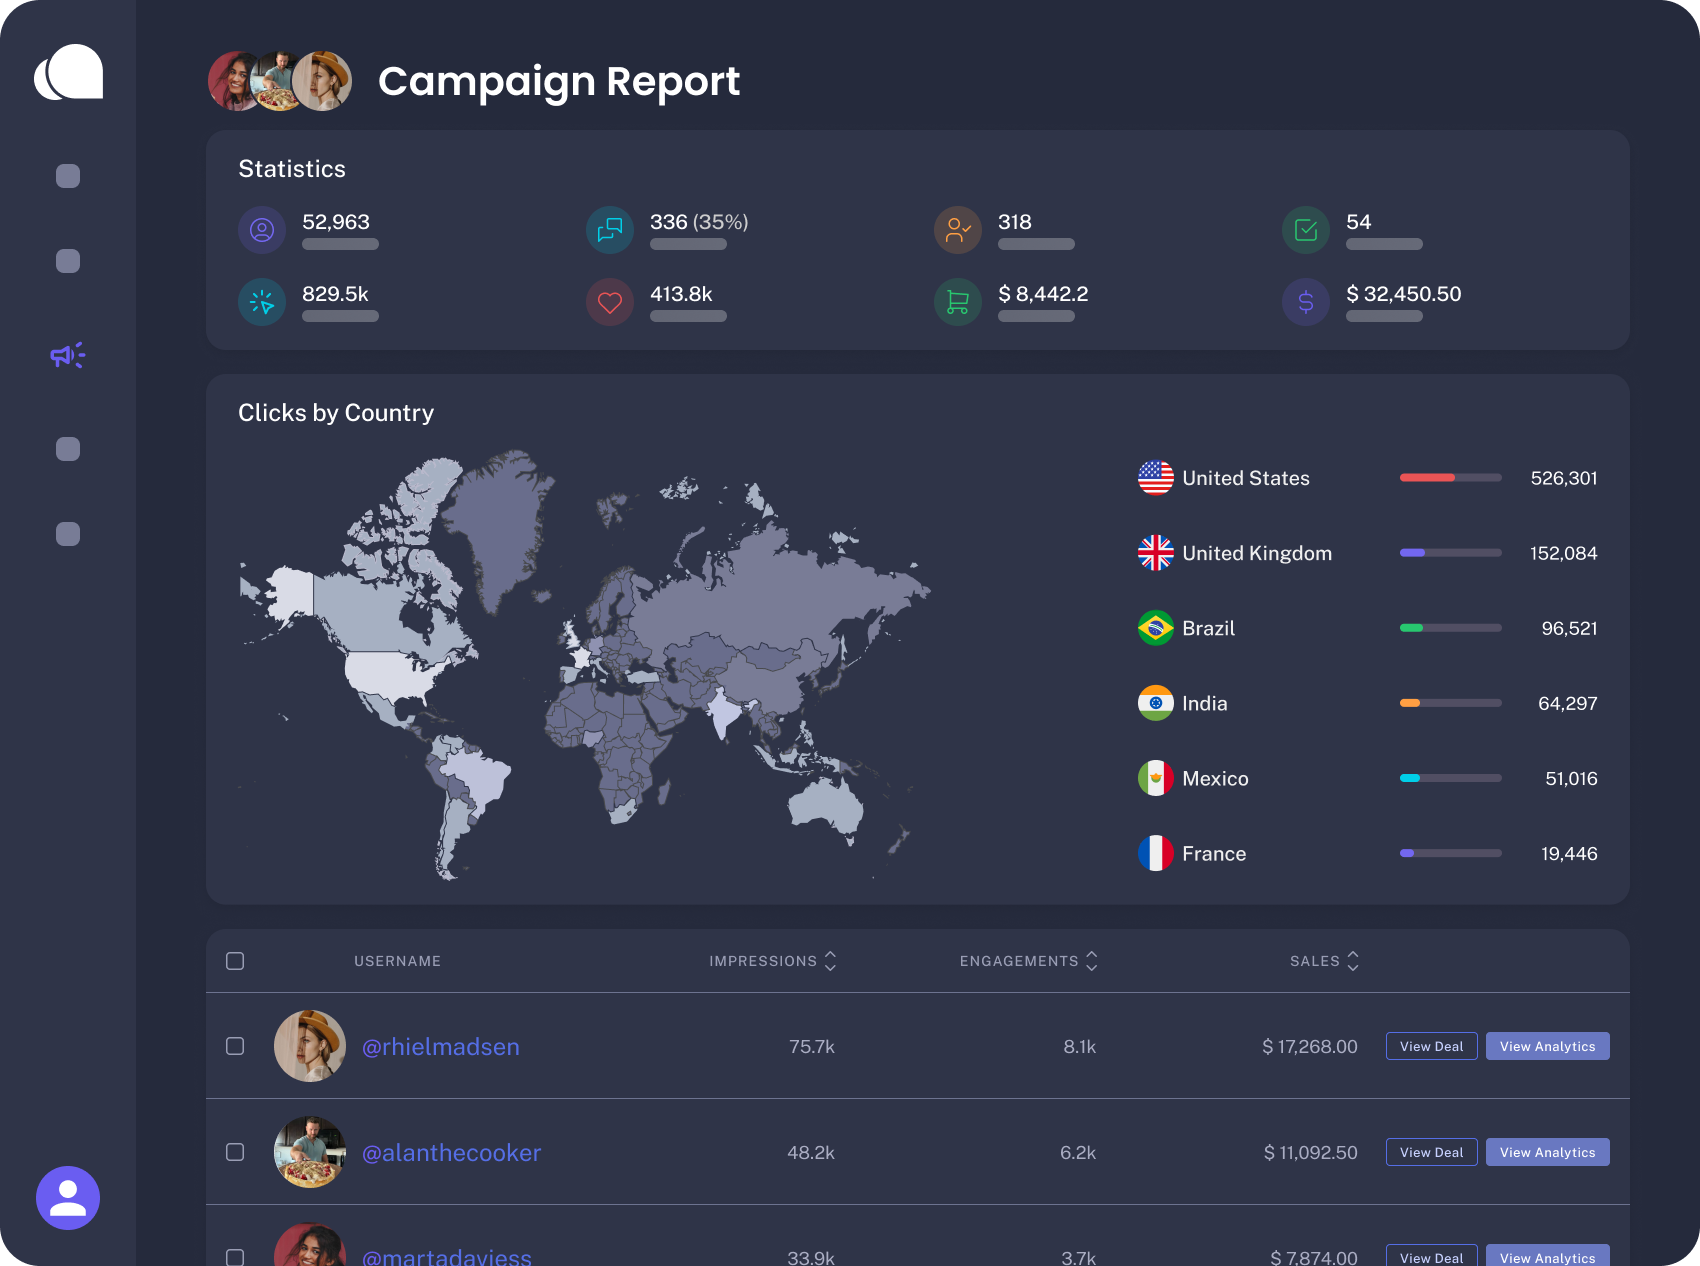 Campaign Report
Statistics
52,963
336 (35%)
318
54
829.5k
413.8k
$ 8,442.2
$ 32,450.50
Clicks by Country
United States 526,301
United Kingdom 152,084
Brazil 96,521
India 64,297
Mexico 51,016
France 19,446
USERNAME IMPRESSIONS ENGAGEMENTS SALES
@rhielmadsen 75.7k 8.1k $ 17,268.00 View Deal View Analytics
@alanthecooker 48.2k 6.2k $ 11,092.50 View Deal View Analytics
@martadaviess 33.9k 3.7k $ 7,874.00 View Deal View Analytics